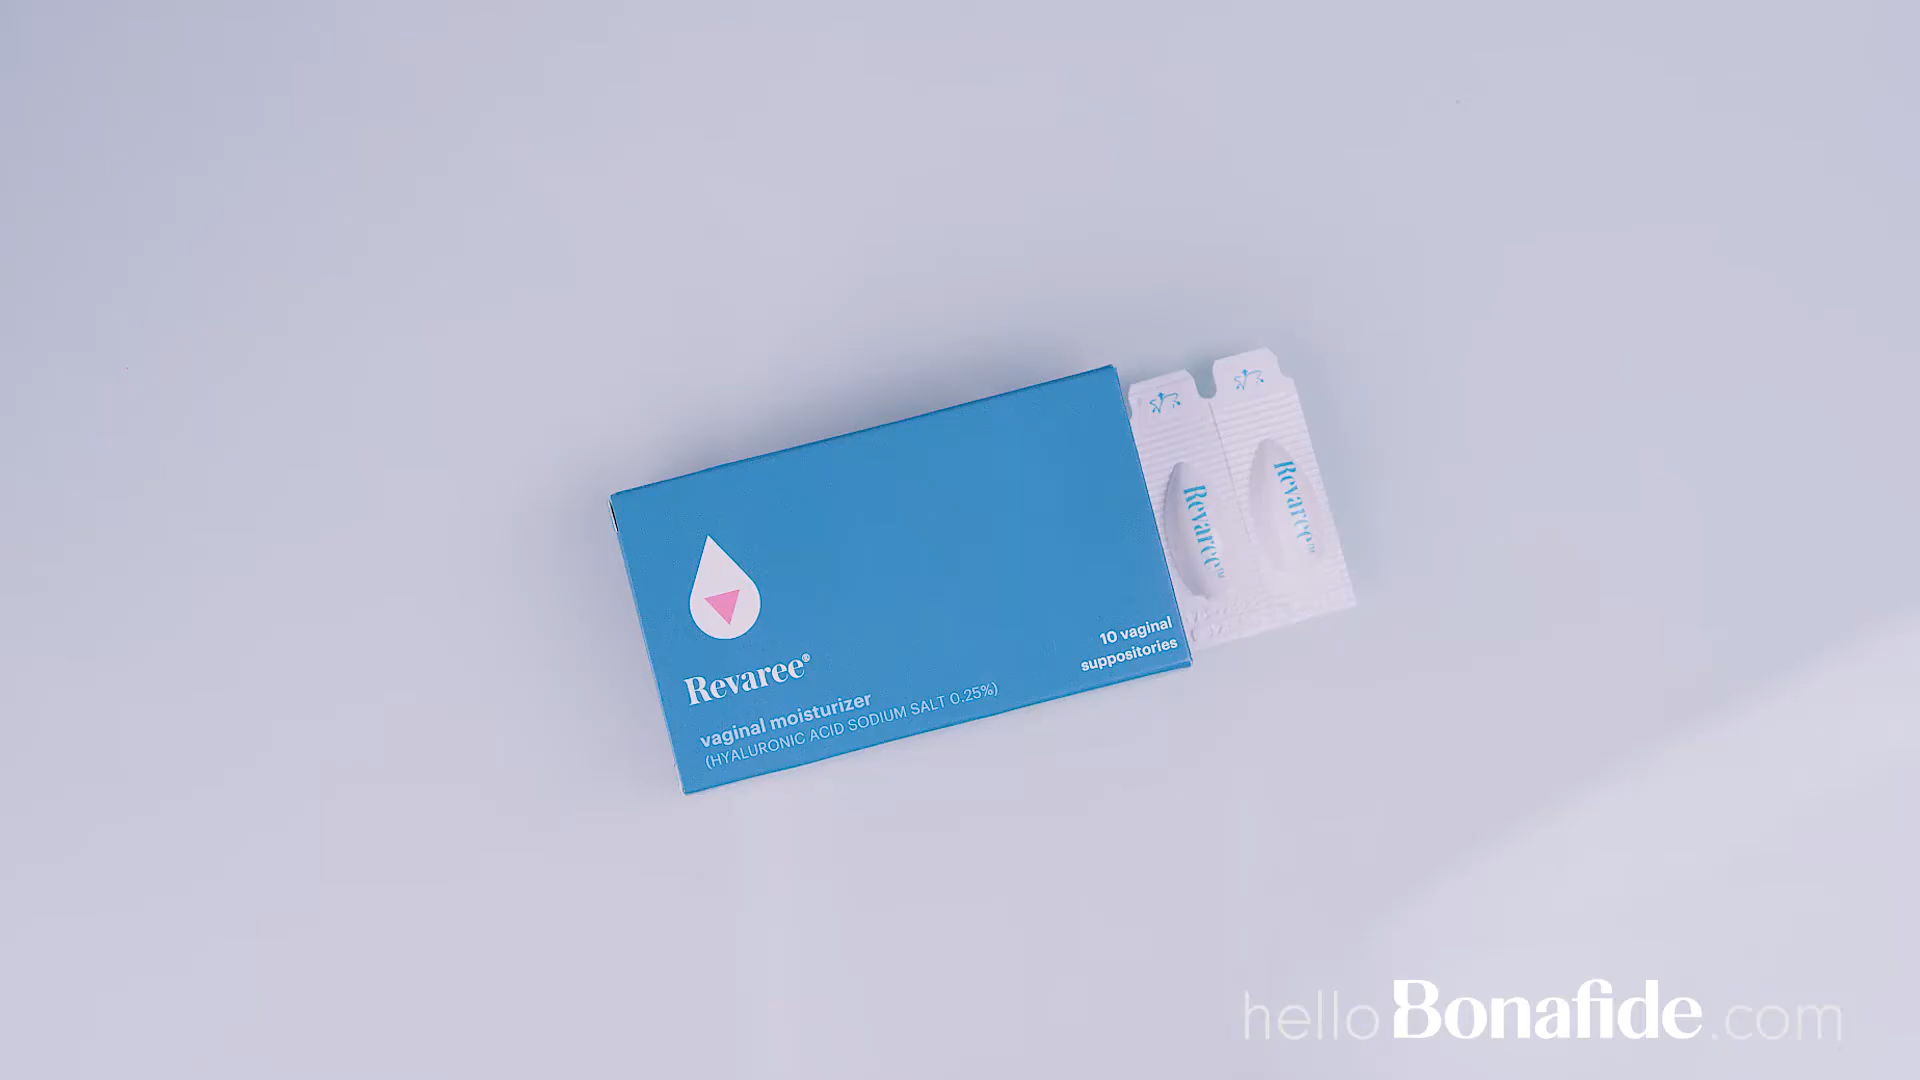 Revaree™
Revaree™
10 vaginal
suppositories
Revaree®
vaginal moisturizer
(HYALURONIC ACID SODIUM SALT 0.25%)
helloBonafide.com